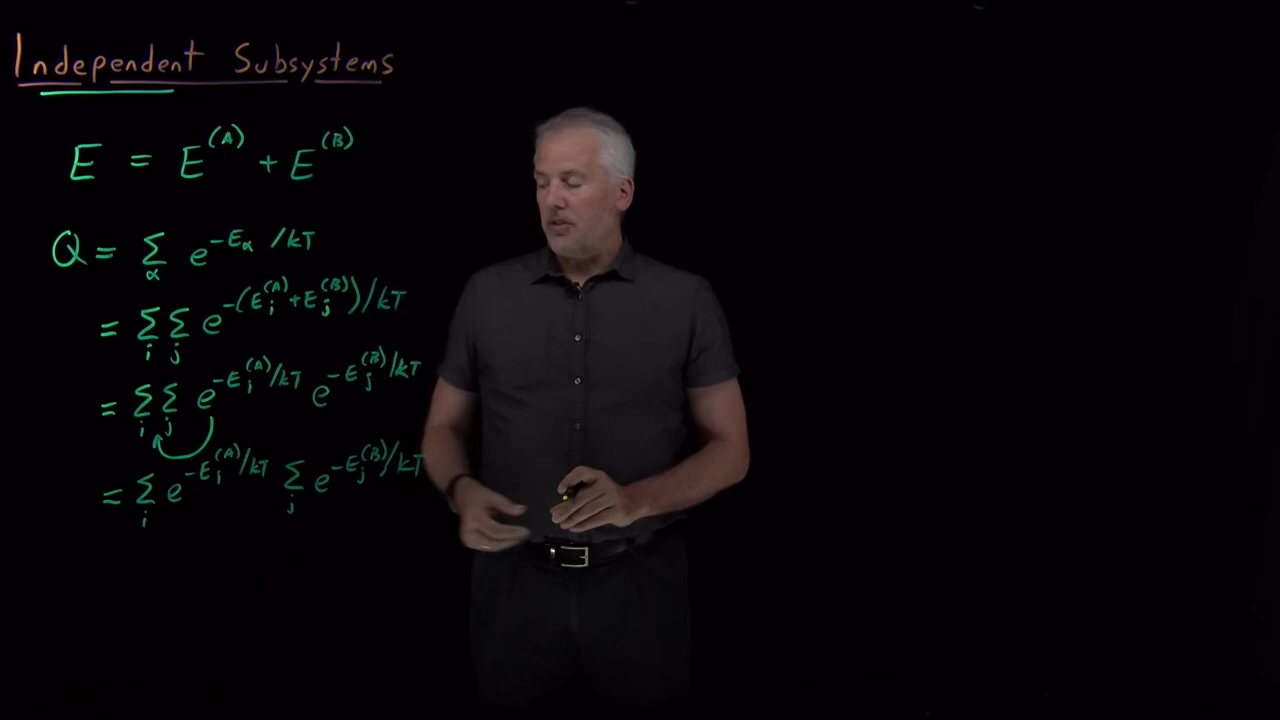 Independent Subsystems
E = E^(A) + E^(B)
Q = Σ_α e^(-E_α /kT)
= Σ_i Σ_j e^(-(E_i^(A) + E_j^(B))/kT)
= Σ_i Σ_j e^(-E_i^(A)/kT) e^(-E_j^(B)/kT)
= Σ_i e^(-E_i^(A)/kT) Σ_j e^(-E_j^(B)/kT)